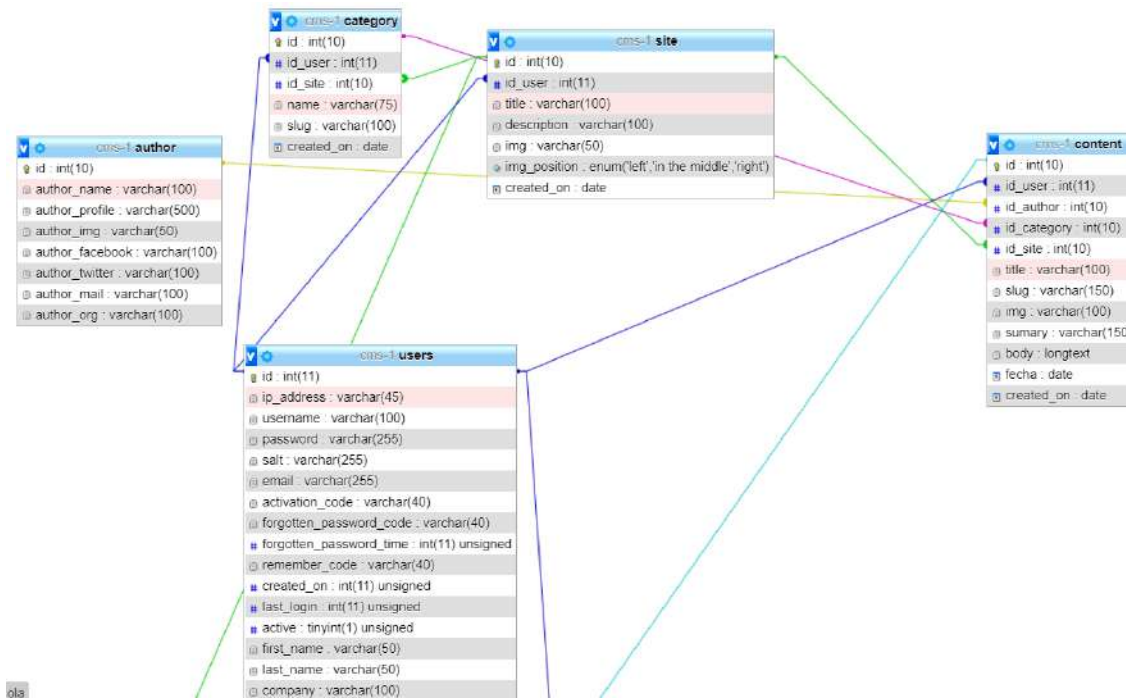 cms-1 category
id : int(10)
id_user : int(11)
id_site : int(10)
name : varchar(75)
slug : varchar(100)
created_on : date
cms-1 site
id : int(10)
id_user : int(11)
title : varchar(100)
description : varchar(100)
img : varchar(50)
img_position : enum('left','in the middle','right')
created_on : date
cms-1 author
id : int(10)
author_name : varchar(100)
author_profile : varchar(500)
author_img : varchar(50)
author_facebook : varchar(100)
author_twitter : varchar(100)
author_mail : varchar(100)
author_org : varchar(100)
cms-1 content
id : int(10)
id_user : int(11)
id_author : int(10)
id_category : int(10)
id_site : int(10)
title : varchar(100)
slug : varchar(150)
img : varchar(100)
sumary : varchar(150
body : longtext
fecha : date
created_on : date
cms-1 users
id : int(11)
ip_address : varchar(45)
username : varchar(100)
password : varchar(255)
salt : varchar(255)
email : varchar(255)
activation_code : varchar(40)
forgotten_password_code : varchar(40)
forgotten_password_time : int(11) unsigned
remember_code : varchar(40)
created_on : int(11) unsigned
last_login : int(11) unsigned
active : tinyint(1) unsigned
first_name : varchar(50)
last_name : varchar(50)
company : varchar(100)
ola